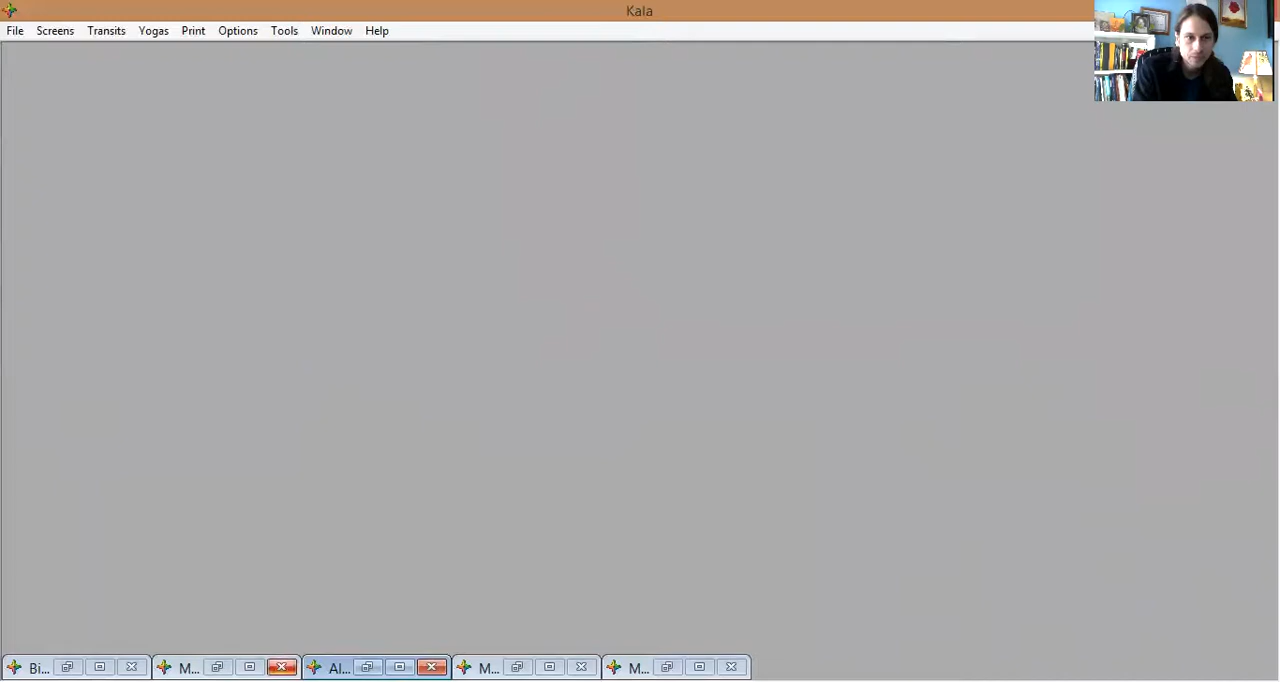 Kala
File Screens Transits Yogas Print Options Tools Window Help
Bi... M... Al... M... M...